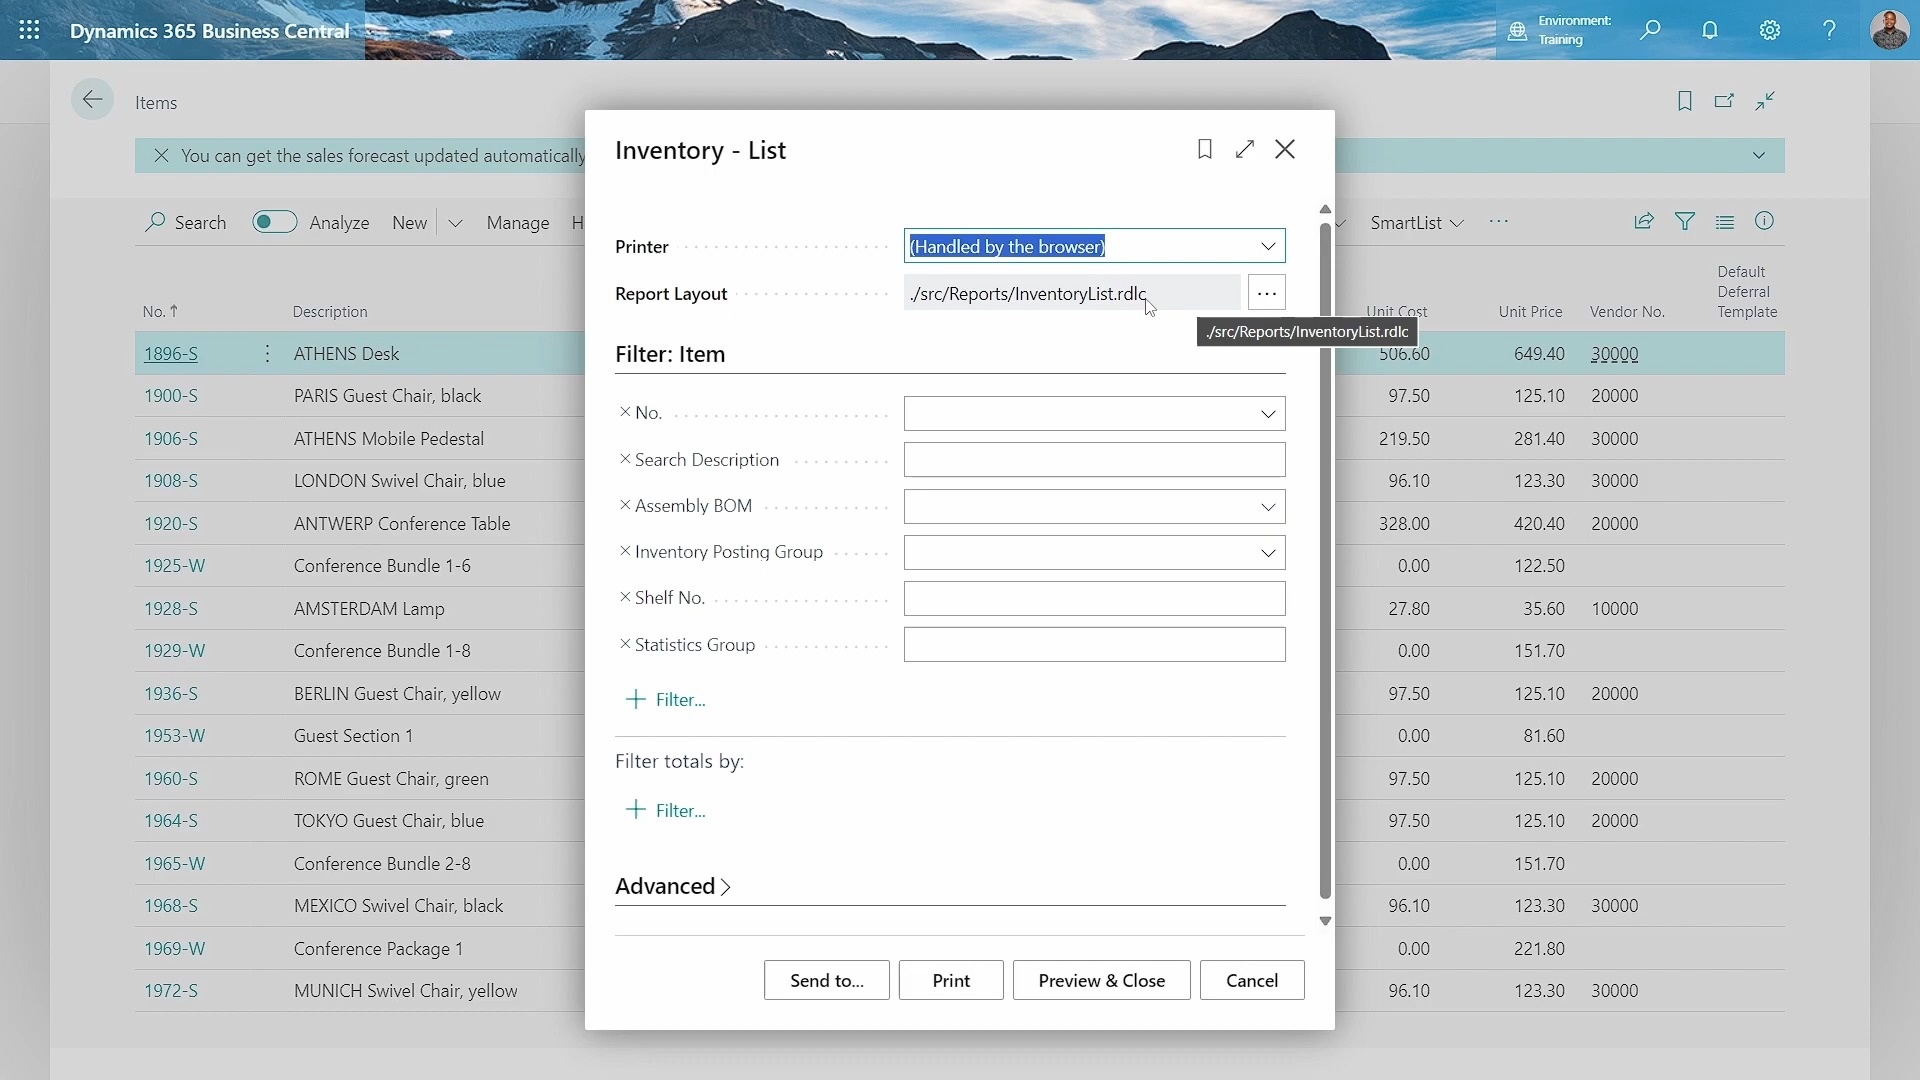 Dynamics 365 Business Central
Environment:
Training
Items
You can get the sales forecast updated automatically
Search
Analyze
New
Manage
H
SmartList
No.
Description
Unit Cost
Unit Price
Vendor No.
Default
Deferral
Template
1896-S ATHENS Desk 506.60 649.40 30000
1900-S PARIS Guest Chair, black 97.50 125.10 20000
1906-S ATHENS Mobile Pedestal 219.50 281.40 30000
1908-S LONDON Swivel Chair, blue 96.10 123.30 30000
1920-S ANTWERP Conference Table 328.00 420.40 20000
1925-W Conference Bundle 1-6 0.00 122.50
1928-S AMSTERDAM Lamp 27.80 35.60 10000
1929-W Conference Bundle 1-8 0.00 151.70
1936-S BERLIN Guest Chair, yellow 97.50 125.10 20000
1953-W Guest Section 1 0.00 81.60
1960-S ROME Guest Chair, green 97.50 125.10 20000
1964-S TOKYO Guest Chair, blue 97.50 125.10 20000
1965-W Conference Bundle 2-8 0.00 151.70
1968-S MEXICO Swivel Chair, black 96.10 123.30 30000
1969-W Conference Package 1 0.00 221.80
1972-S MUNICH Swivel Chair, yellow 96.10 123.30 30000
Inventory - List
Printer (Handled by the browser)
Report Layout ./src/Reports/InventoryList.rdlc ...
./src/Reports/InventoryList.rdlc
Filter: Item
No.
Search Description
Assembly BOM
Inventory Posting Group
Shelf No.
Statistics Group
Filter...
Filter totals by:
Filter...
Advanced
Send to... Print Preview & Close Cancel